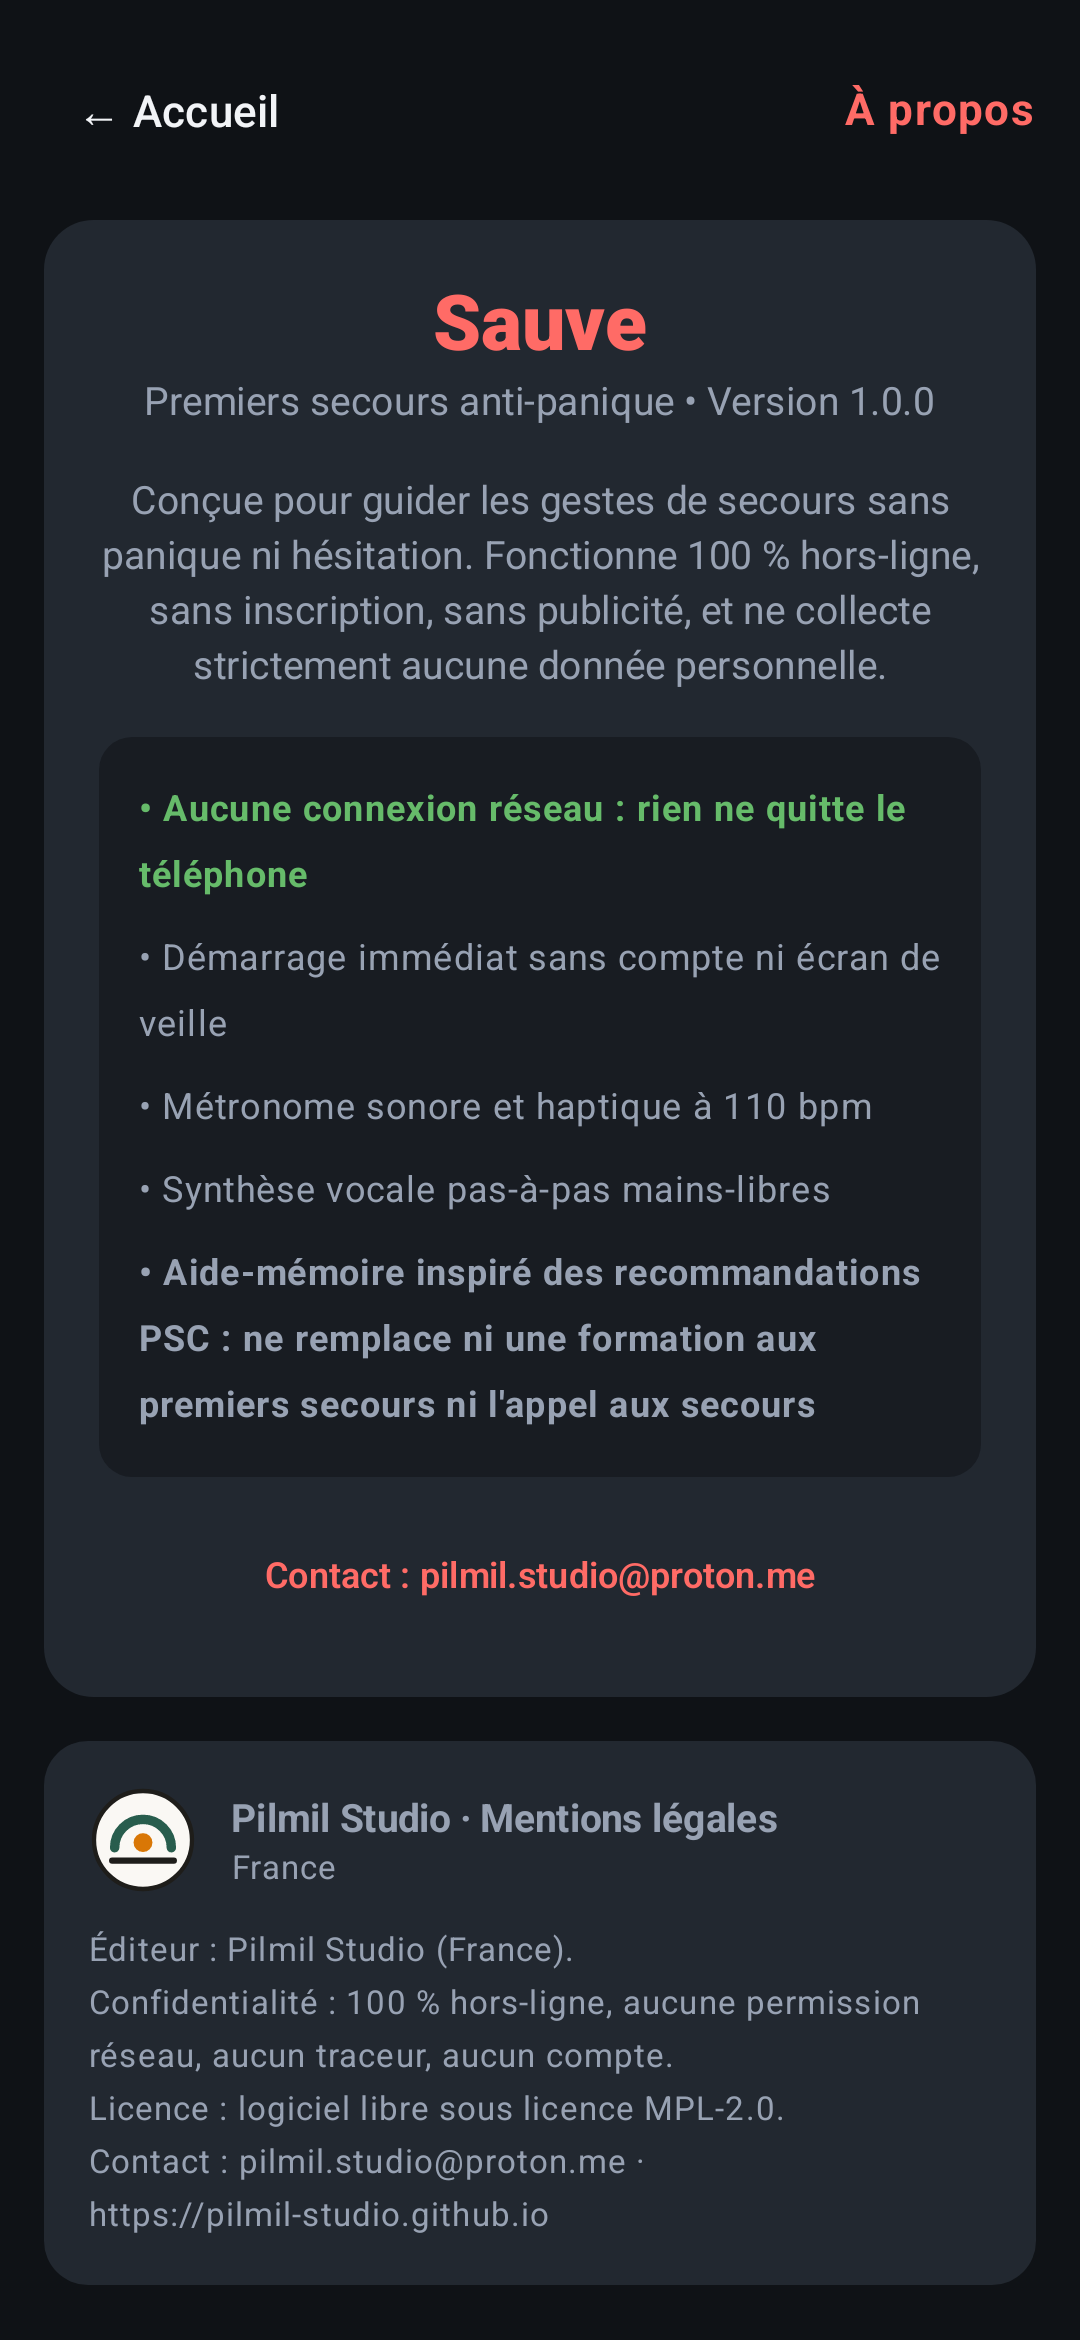 ← Accueil
À propos
Sauve
Premiers secours anti-panique • Version 1.0.0
Conçue pour guider les gestes de secours sans
panique ni hésitation. Fonctionne 100 % hors-ligne,
sans inscription, sans publicité, et ne collecte
strictement aucune donnée personnelle.
• Aucune connexion réseau : rien ne quitte le
téléphone
• Démarrage immédiat sans compte ni écran de
veille
• Métronome sonore et haptique à 110 bpm
• Synthèse vocale pas-à-pas mains-libres
• Aide-mémoire inspiré des recommandations
PSC : ne remplace ni une formation aux
premiers secours ni l'appel aux secours
Contact : pilmil.studio@proton.me
Pilmil Studio · Mentions légales
France
Éditeur : Pilmil Studio (France).
Confidentialité : 100 % hors-ligne, aucune permission
réseau, aucun traceur, aucun compte.
Licence : logiciel libre sous licence MPL-2.0.
Contact : pilmil.studio@proton.me ·
https://pilmil-studio.github.io